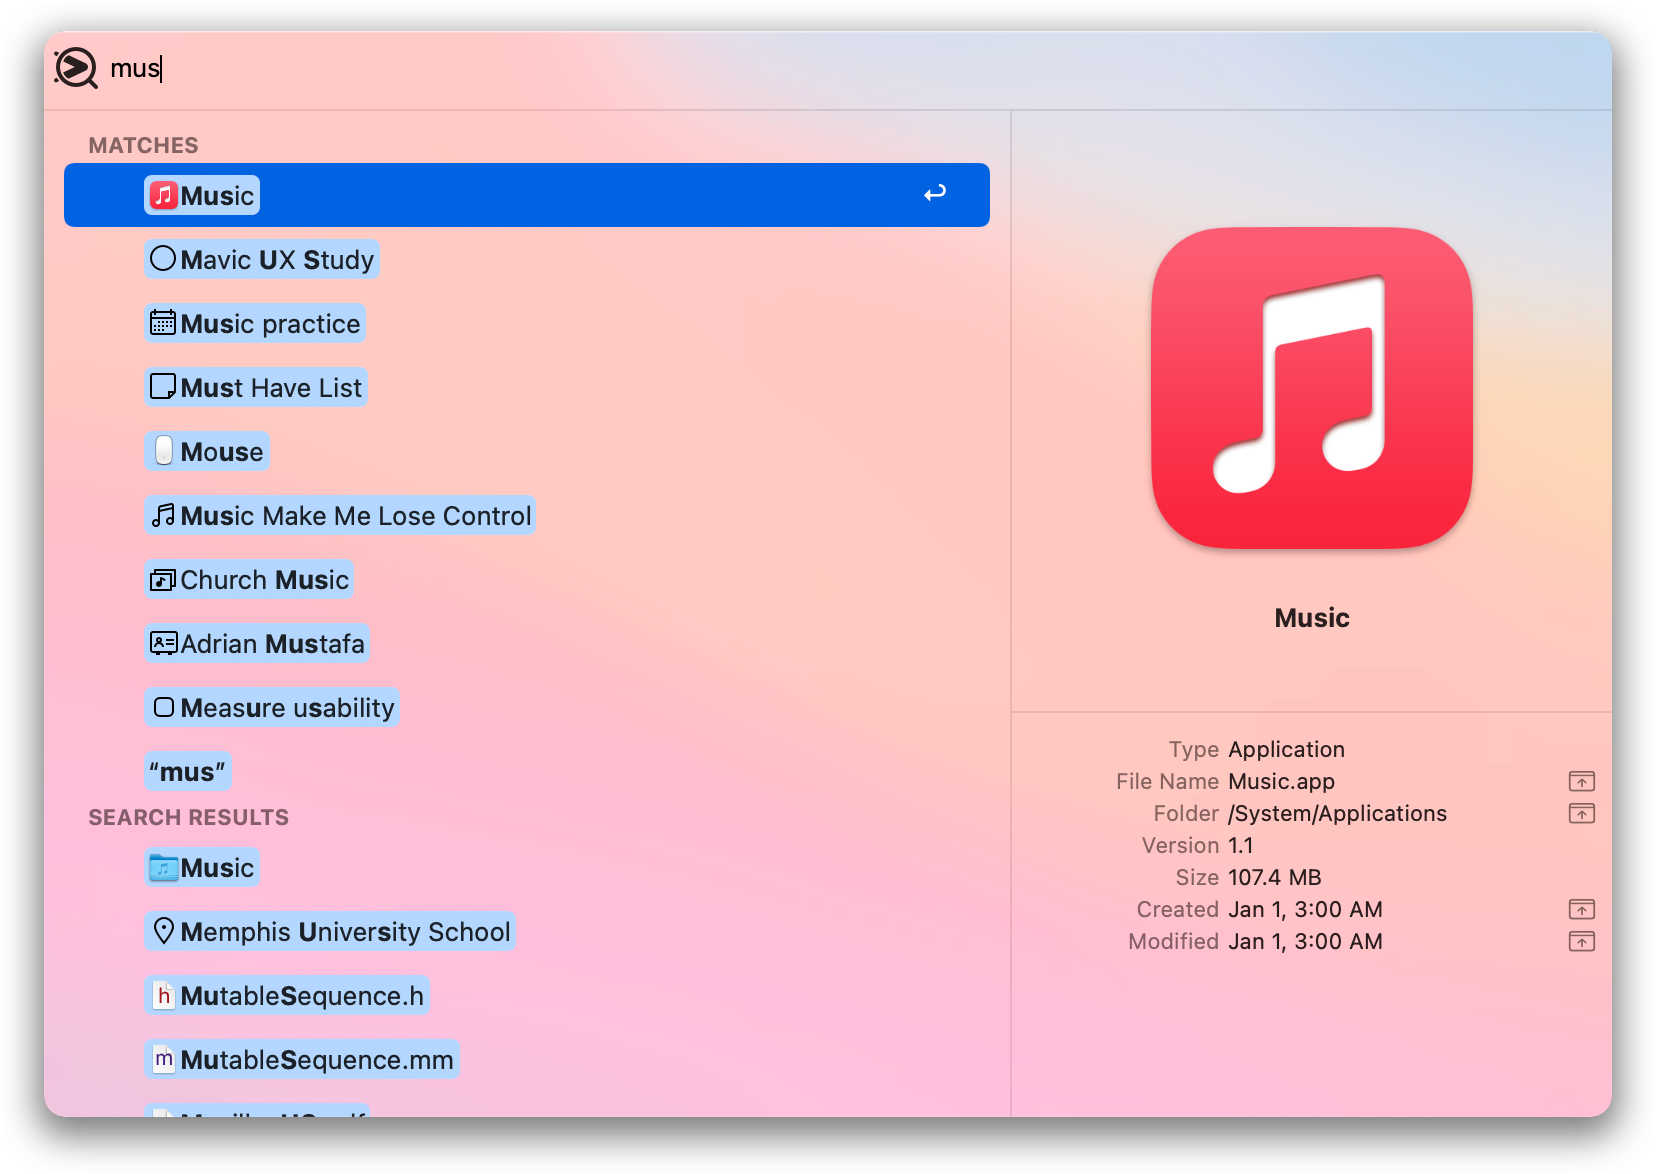 mus
MATCHES
Music
Mavic UX Study
Music practice
Must Have List
Mouse
Music Make Me Lose Control
Church Music
Adrian Mustafa
Measure usability
“mus”
SEARCH RESULTS
Music
Memphis University School
h MutableSequence.h
m MutableSequence.mm
Music
Type Application
File Name Music.app
Folder /System/Applications
Version 1.1
Size 107.4 MB
Created Jan 1, 3:00 AM
Modified Jan 1, 3:00 AM